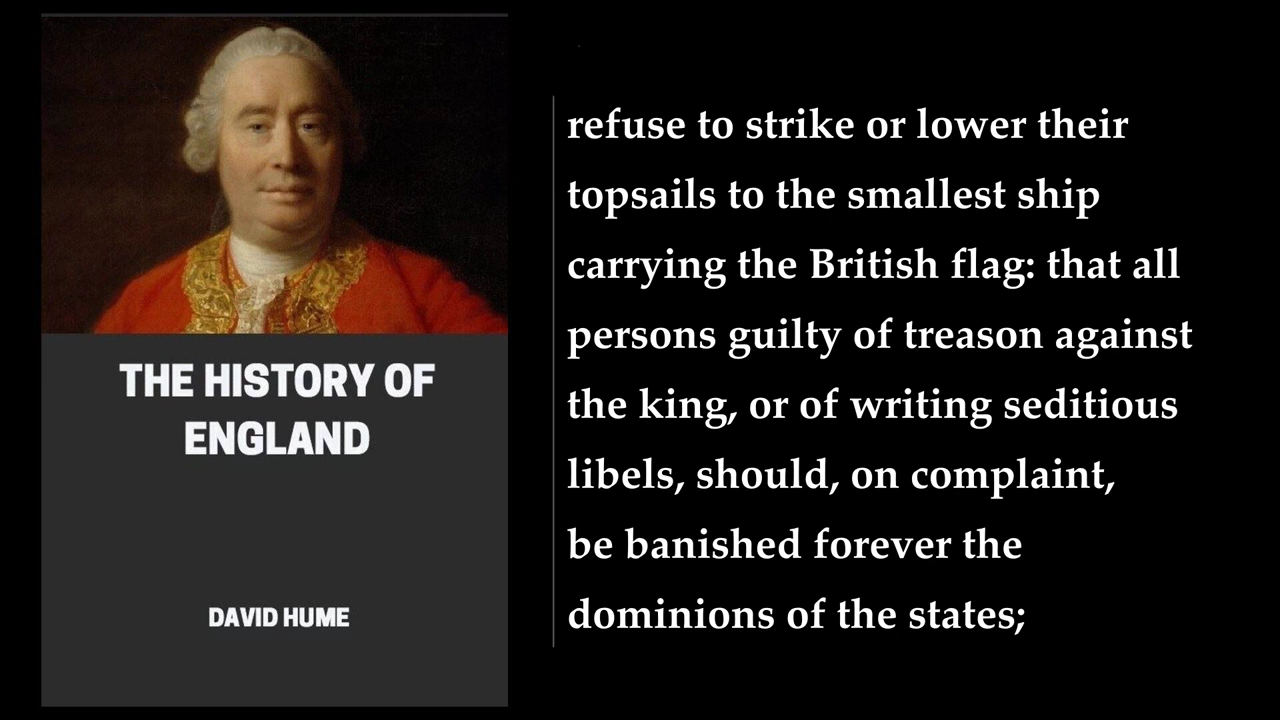 THE HISTORY OF
ENGLAND
DAVID HUME
refuse to strike or lower their
topsails to the smallest ship
carrying the British flag: that all
persons guilty of treason against
the king, or of writing seditious
libels, should, on complaint,
be banished forever the
dominions of the states;